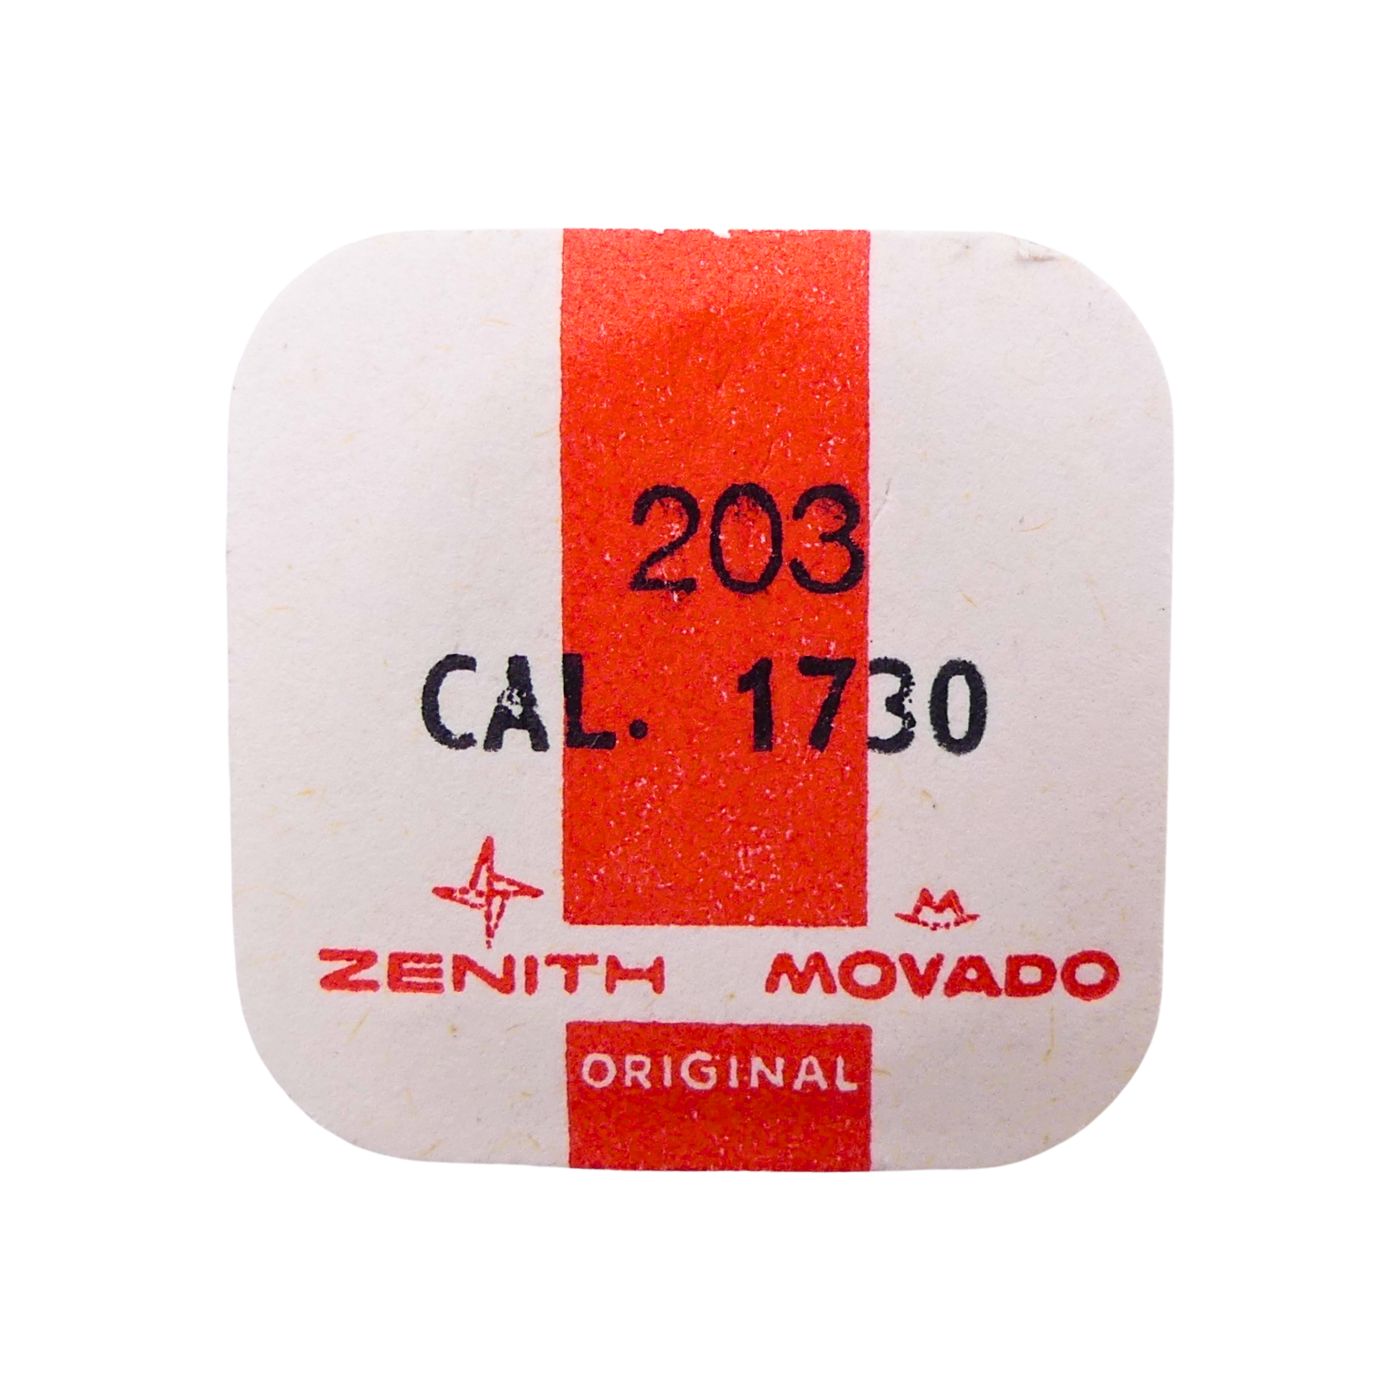 203
CAL. 1730
ZENITH MOVADO
ORIGINAL